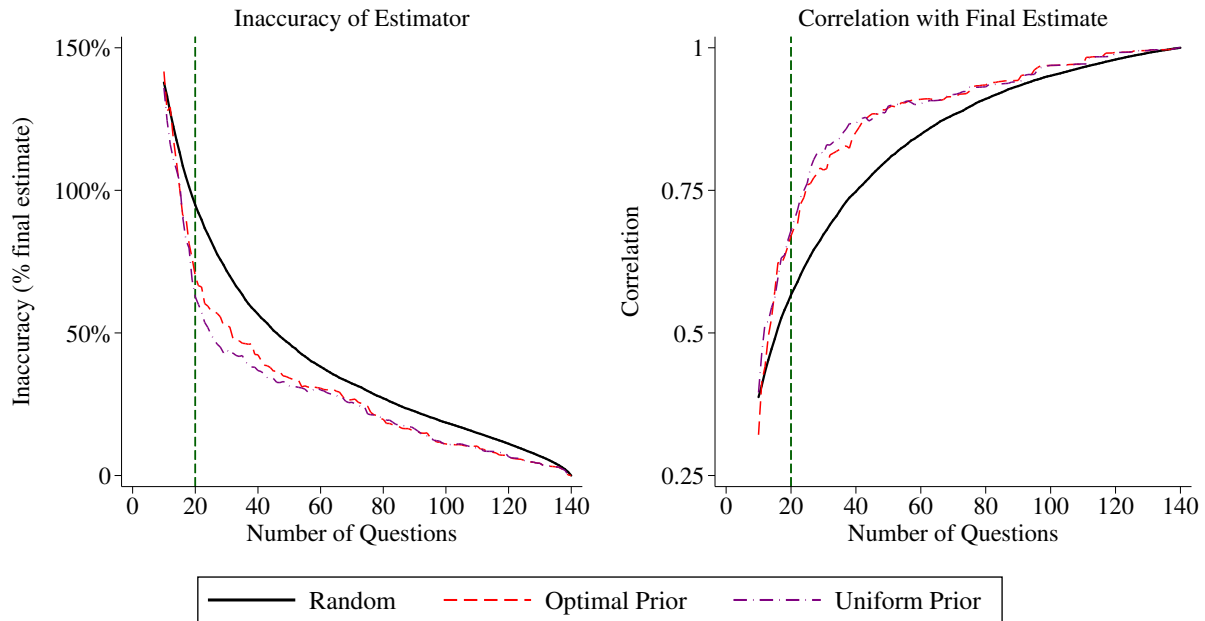 Inaccuracy of Estimator
150%
100%
50%
0
Inaccuracy (% final estimate)
0 20 40 60 80 100 120 140
Number of Questions
Correlation with Final Estimate
1
0.75
0.5
0.25
Correlation
0 20 40 60 80 100 120 140
Number of Questions
Random Optimal Prior Uniform Prior